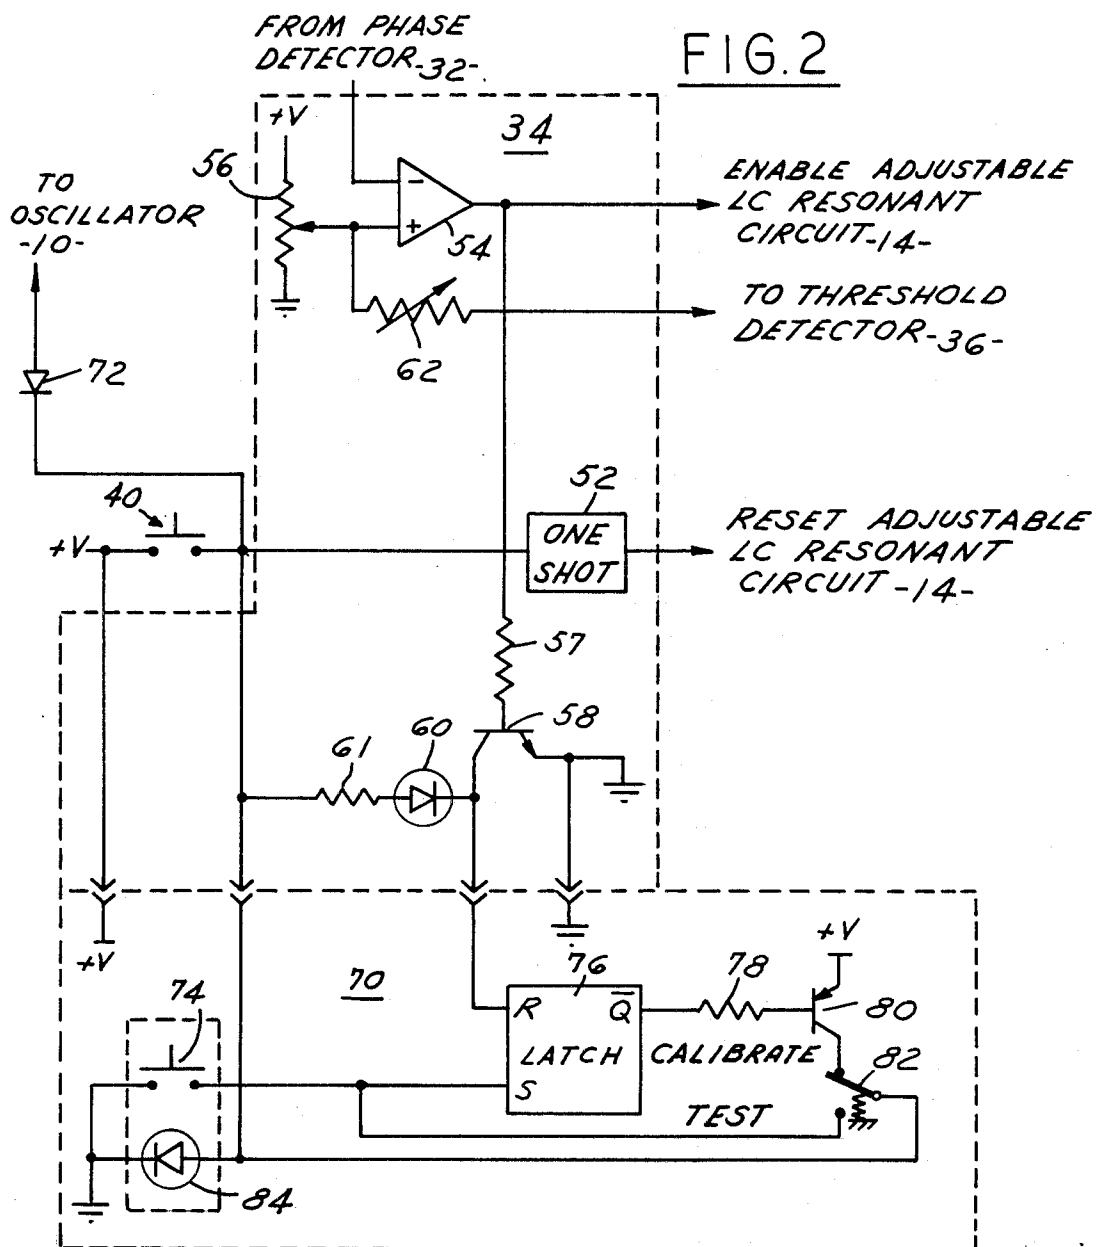 FROM PHASE
DETECTOR-32-
FIG.2
+V
34
56
TO
OSCILLATOR
-10-
ENABLE ADJUSTABLE
LC RESONANT
CIRCUIT-14-
-
+
54
TO THRESHOLD
DETECTOR-36-
62
72
40
52
+V
ONE
SHOT
RESET ADJUSTABLE
LC RESONANT
CIRCUIT -14-
57
58
61
60
+V
70
76
78
+V
74
R
Q̅
80
LATCH
CALIBRATE
82
S
TEST
84